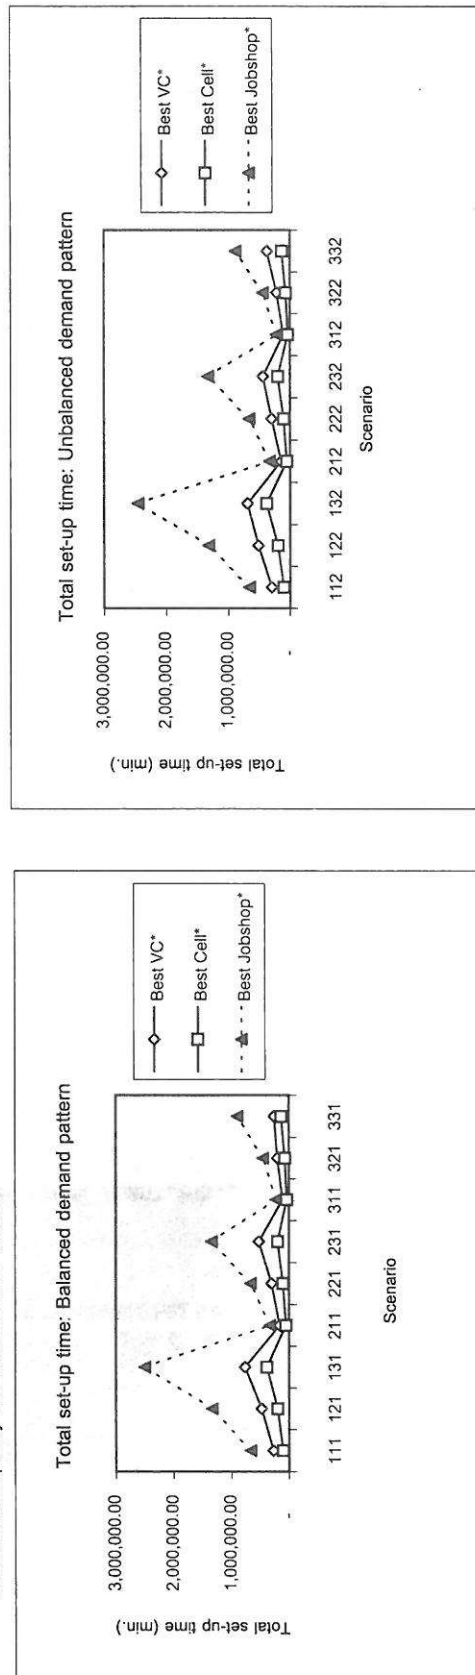 Total set-up time: Balanced demand pattern
3,000,000.00
2,000,000.00
1,000,000.00
-
Total set-up time (min.)
111 121 131 211 221 231 311 321 331
Scenario
Best VC*
Best Cell*
Best Jobshop*
Total set-up time: Unbalanced demand pattern
3,000,000.00
2,000,000.00
1,000,000.00
-
Total set-up time (min.)
112 122 132 212 222 232 312 322 332
Scenario
Best VC*
Best Cell*
Best Jobshop*